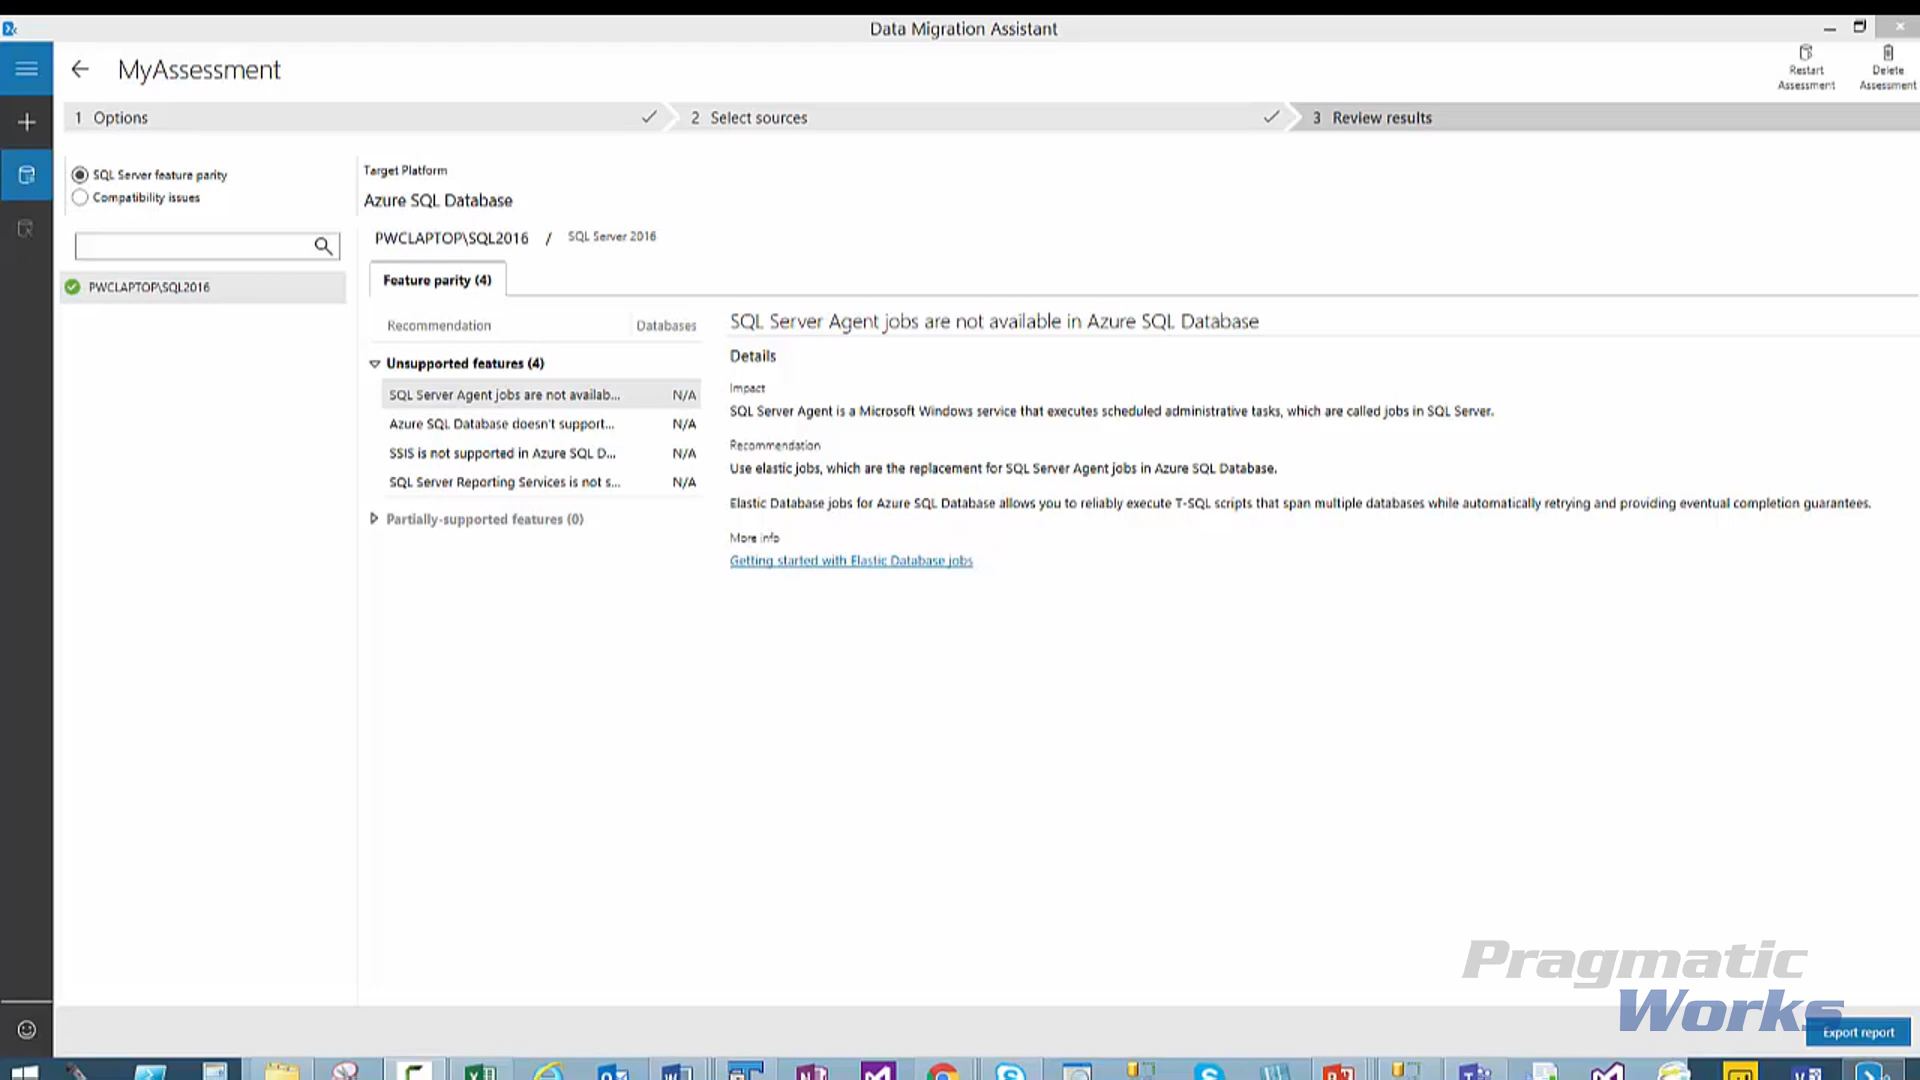 Data Migration Assistant
MyAssessment
Restart Assessment
Delete Assessment
1 Options
2 Select sources
3 Review results
SQL Server feature parity
Compatibility issues
PWCLAPTOP\SQL2016
Target Platform
Azure SQL Database
PWCLAPTOP\SQL2016 / SQL Server 2016
Feature parity (4)
Recommendation Databases
Unsupported features (4)
SQL Server Agent jobs are not availab... N/A
Azure SQL Database doesn't support... N/A
SSIS is not supported in Azure SQL D... N/A
SQL Server Reporting Services is not s... N/A
Partially-supported features (0)
SQL Server Agent jobs are not available in Azure SQL Database
Details
Impact
SQL Server Agent is a Microsoft Windows service that executes scheduled administrative tasks, which are called jobs in SQL Server.
Recommendation
Use elastic jobs, which are the replacement for SQL Server Agent jobs in Azure SQL Database.
Elastic Database jobs for Azure SQL Database allows you to reliably execute T-SQL scripts that span multiple databases while automatically retrying and providing eventual completion guarantees.
More info
Getting started with Elastic Database jobs
Pragmatic
Works
Export report